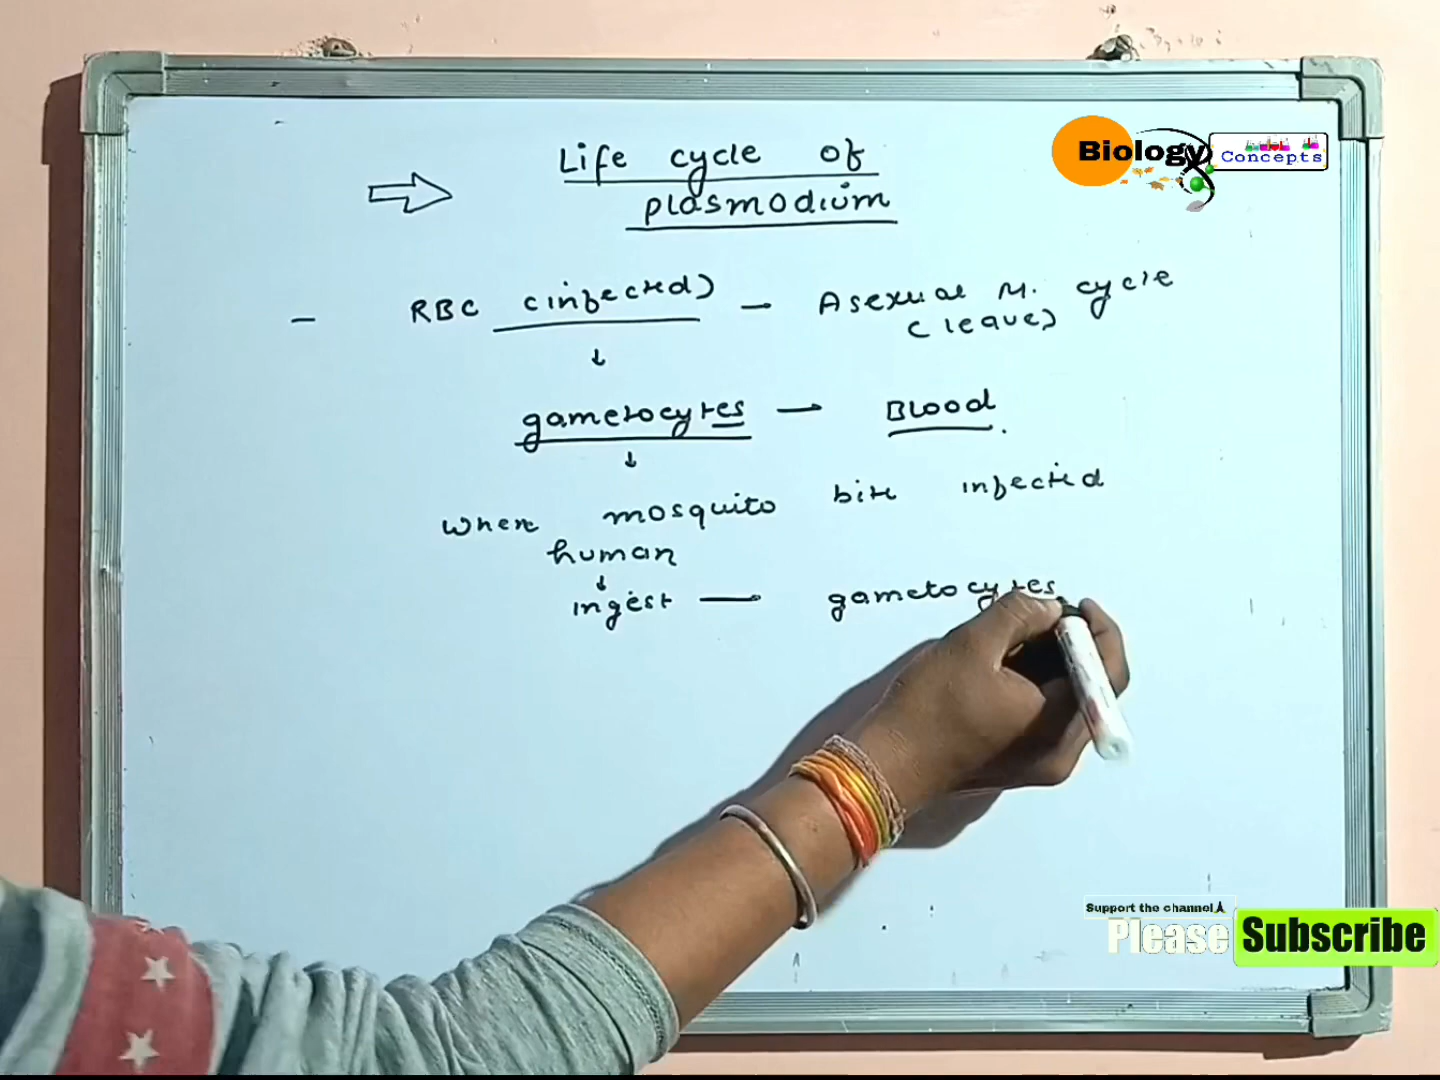 Life cycle of
plasmodium
Biology
Concepts
- RBC (infected) - Asexual M. cycle
(leave)
↓
gametocytes - Blood.
↓
When mosquito bite infected
human
↓
ingest - gametocytes
Support the channel
Please Subscribe